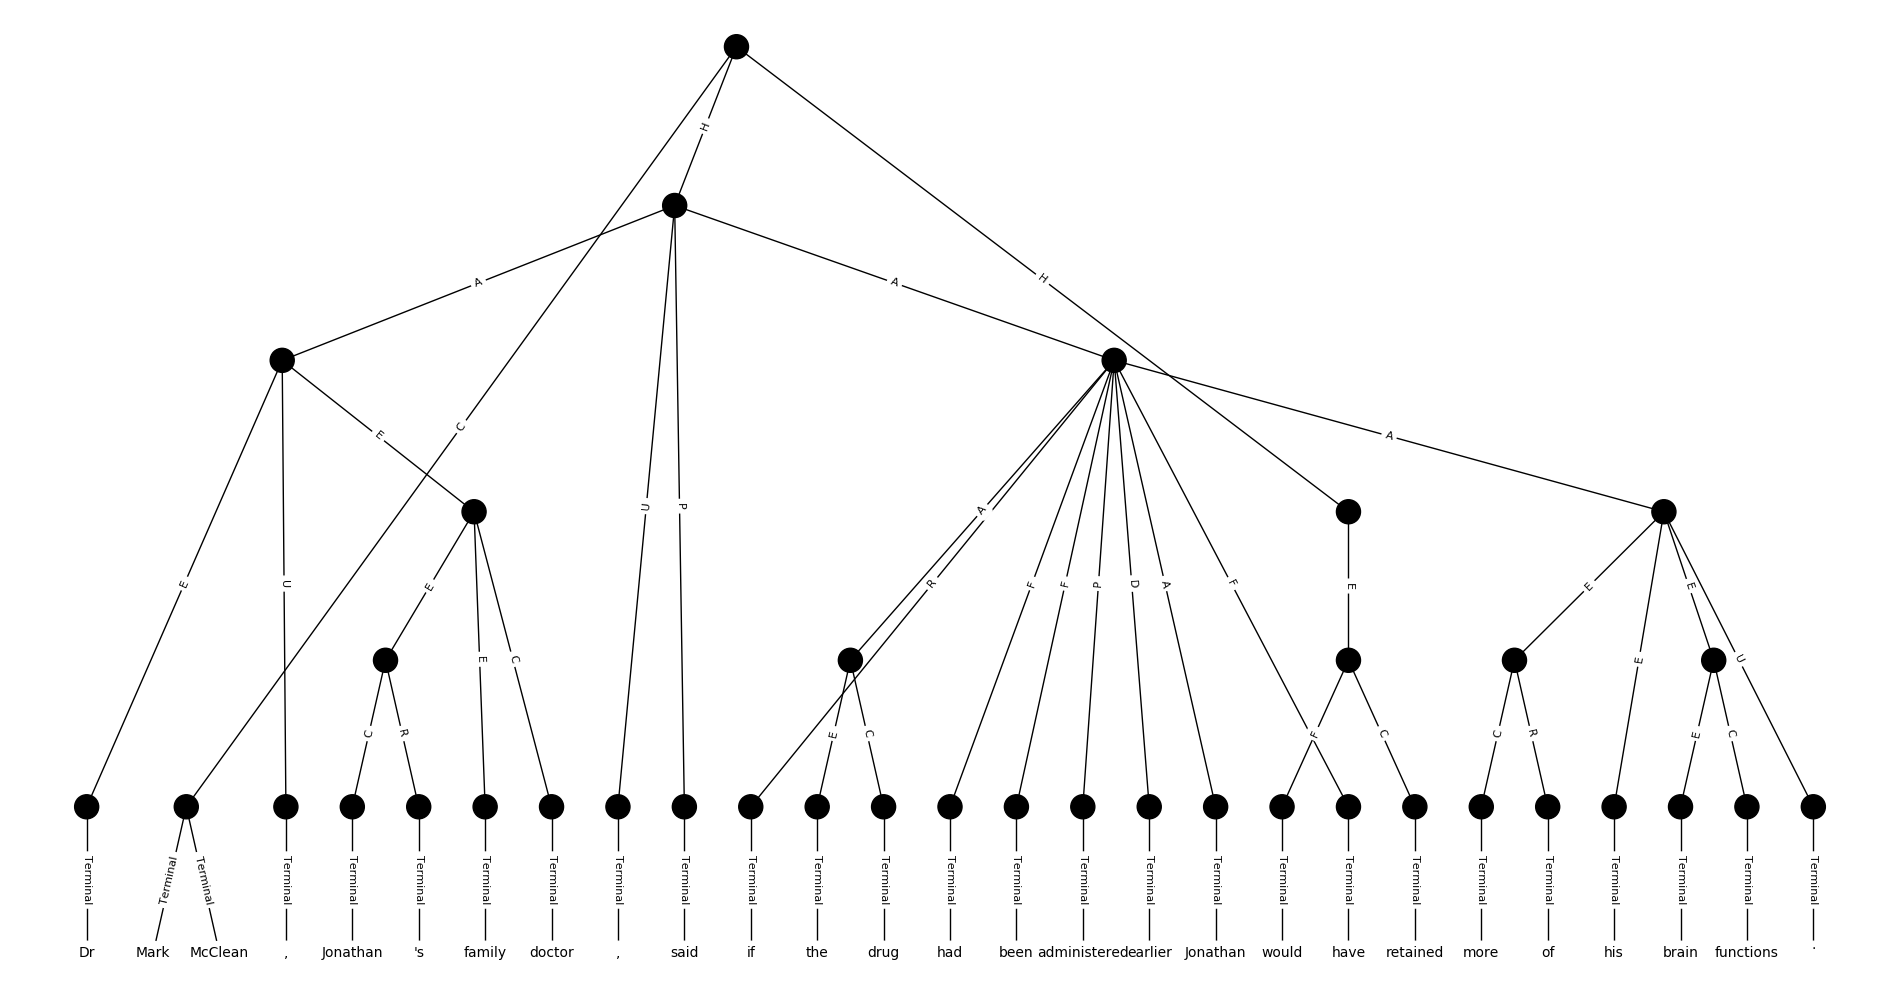 H
A A H
E U E C U P A
E E C A R F F P D A F E E E E U
C R E C F C C R E C
Terminal Terminal Terminal Terminal Terminal Terminal Terminal Terminal Terminal Terminal Terminal Terminal Terminal Terminal Terminal Terminal Terminal Terminal Terminal Terminal Terminal Terminal Terminal Terminal Terminal Terminal Terminal
Dr Mark McClean , Jonathan 's family doctor , said if the drug had been administered earlier Jonathan would have retained more of his brain functions .